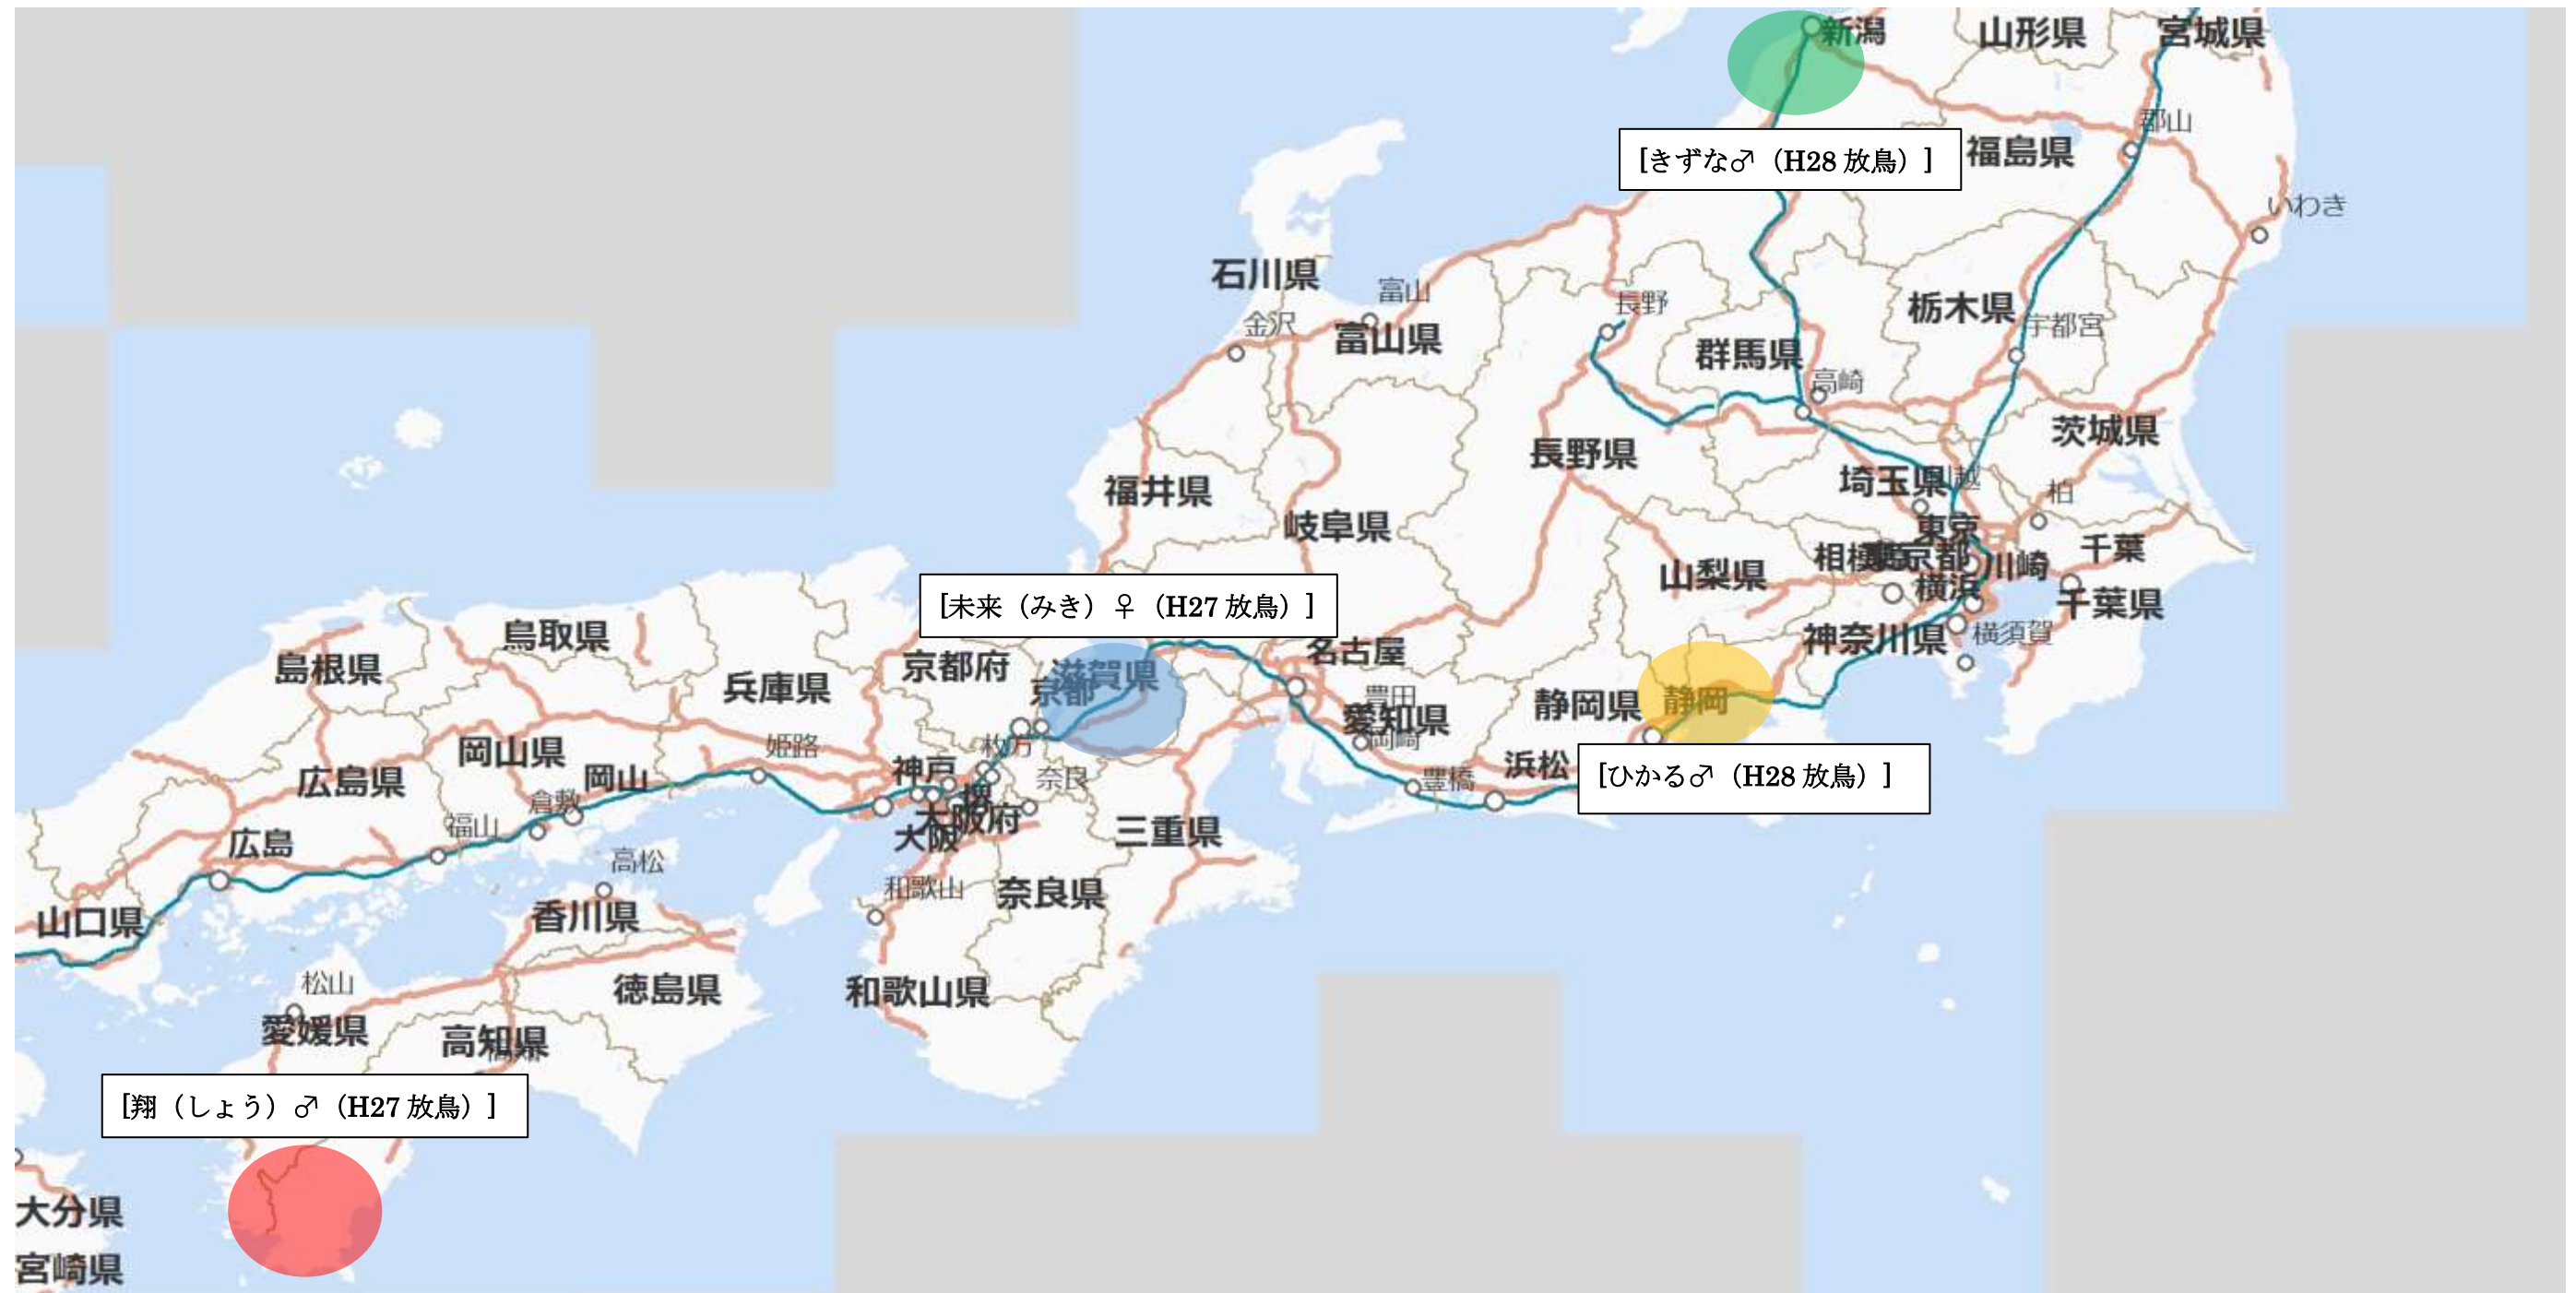 新潟
山形県
宮城県
郡山
[きずな♂（H28 放鳥）]
福島県
いわき
石川県
富山
長野
栃木県
宇都宮
金沢
富山県
群馬県
高崎
茨城県
長野県
埼玉県
川越
柏
福井県
岐阜県
東京
東京都
川崎
千葉
山梨県
横浜
千葉県
[未来（みき）♀（H27 放鳥）]
鳥取県
島根県
京都府
滋賀県
京都
名古屋
神奈川県
横須賀
兵庫県
豊田
愛知県
岡崎
静岡県
静岡
岡山県
姫路
枚方
広島県
岡山
神戸
奈良
豊橋
浜松
[ひかる♂（H28 放鳥）]
倉敷
堺
福山
大阪府
大阪
三重県
広島
高松
和歌山
奈良県
山口県
香川県
松山
徳島県
和歌山県
愛媛県
高知県
[翔（しょう）♂（H27 放鳥）]
大分県
宮崎県